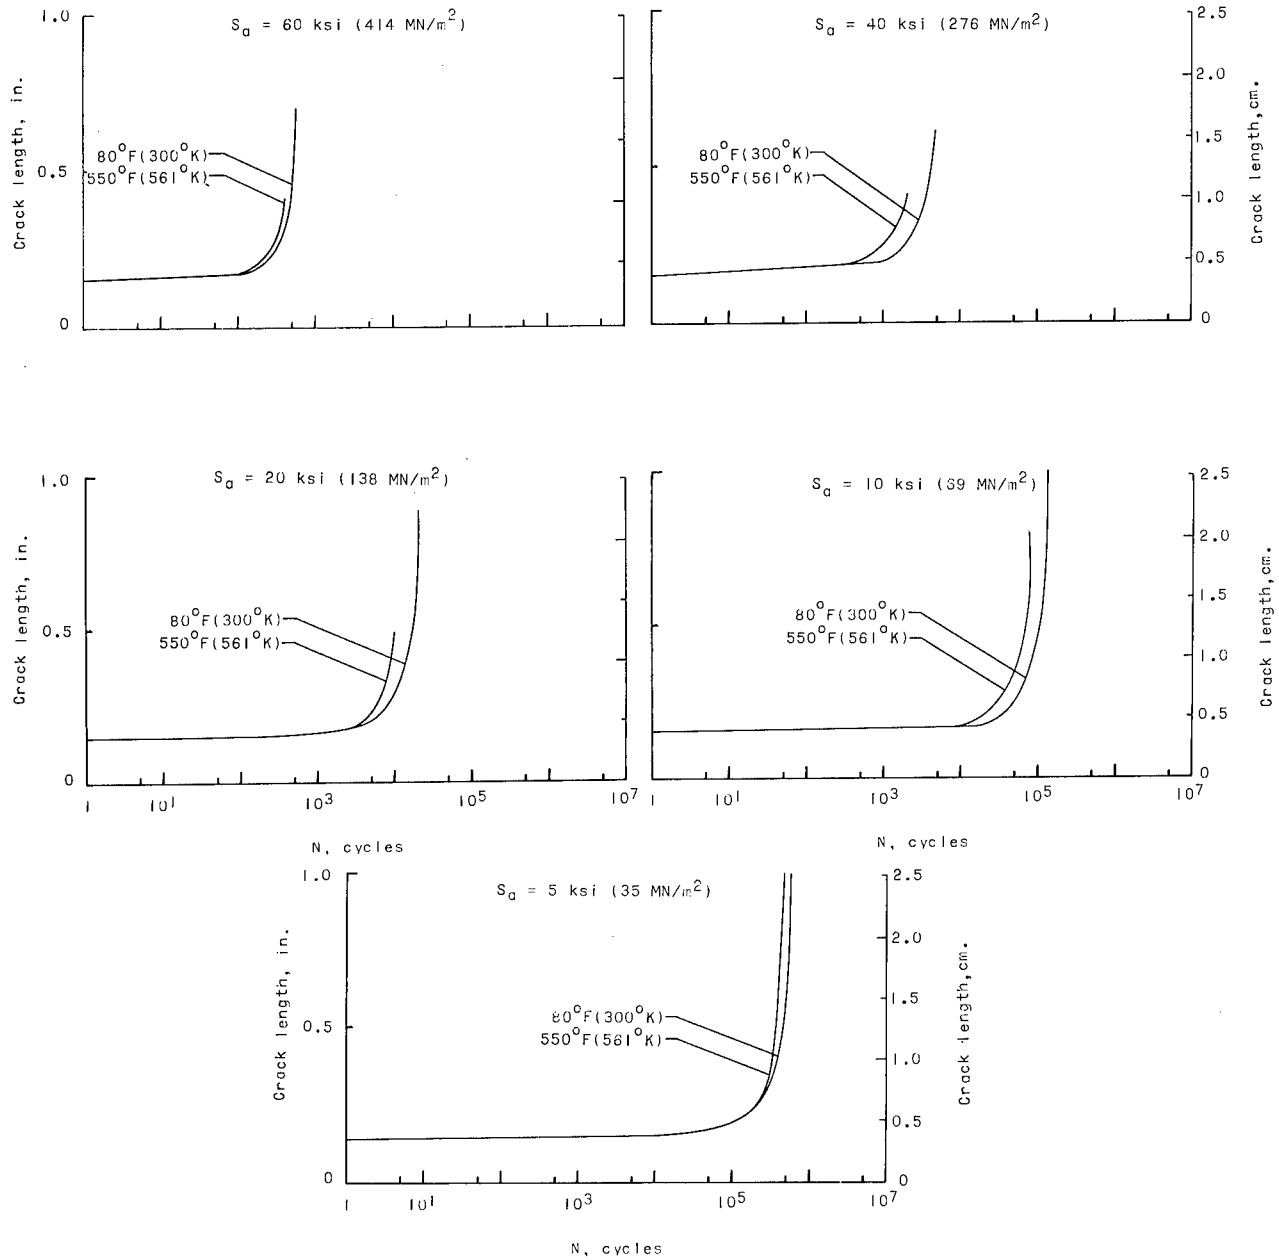 1.0
S_a = 60 ksi (414 MN/m²)
Crack length, in.
80°F(300°K)
0.5
550°F(561°K)
0
S_a = 40 ksi (276 MN/m²)
2.5
2.0
Crack length,cm.
1.5
80°F(300°K)
550°F(561°K)
1.0
0.5
0
1.0
S_a = 20 ksi (138 MN/m²)
Crack length, in.
80°F(300°K)
0.5
550°F(561°K)
0
1 10¹ 10³ 10⁵ 10⁷
N, cycles
S_a = 10 ksi (69 MN/m²)
2.5
2.0
Crack length,cm.
1.5
80°F(300°K)
550°F(561°K)
1.0
0.5
0
1 10¹ 10³ 10⁵ 10⁷
N, cycles
1.0
S_a = 5 ksi (35 MN/m²)
2.5
Crack length, in.
2.0
Crack length,cm.
1.5
0.5
80°F(300°K)
550°F(561°K)
1.0
0.5
0
0
1 10¹ 10³ 10⁵ 10⁷
N, cycles